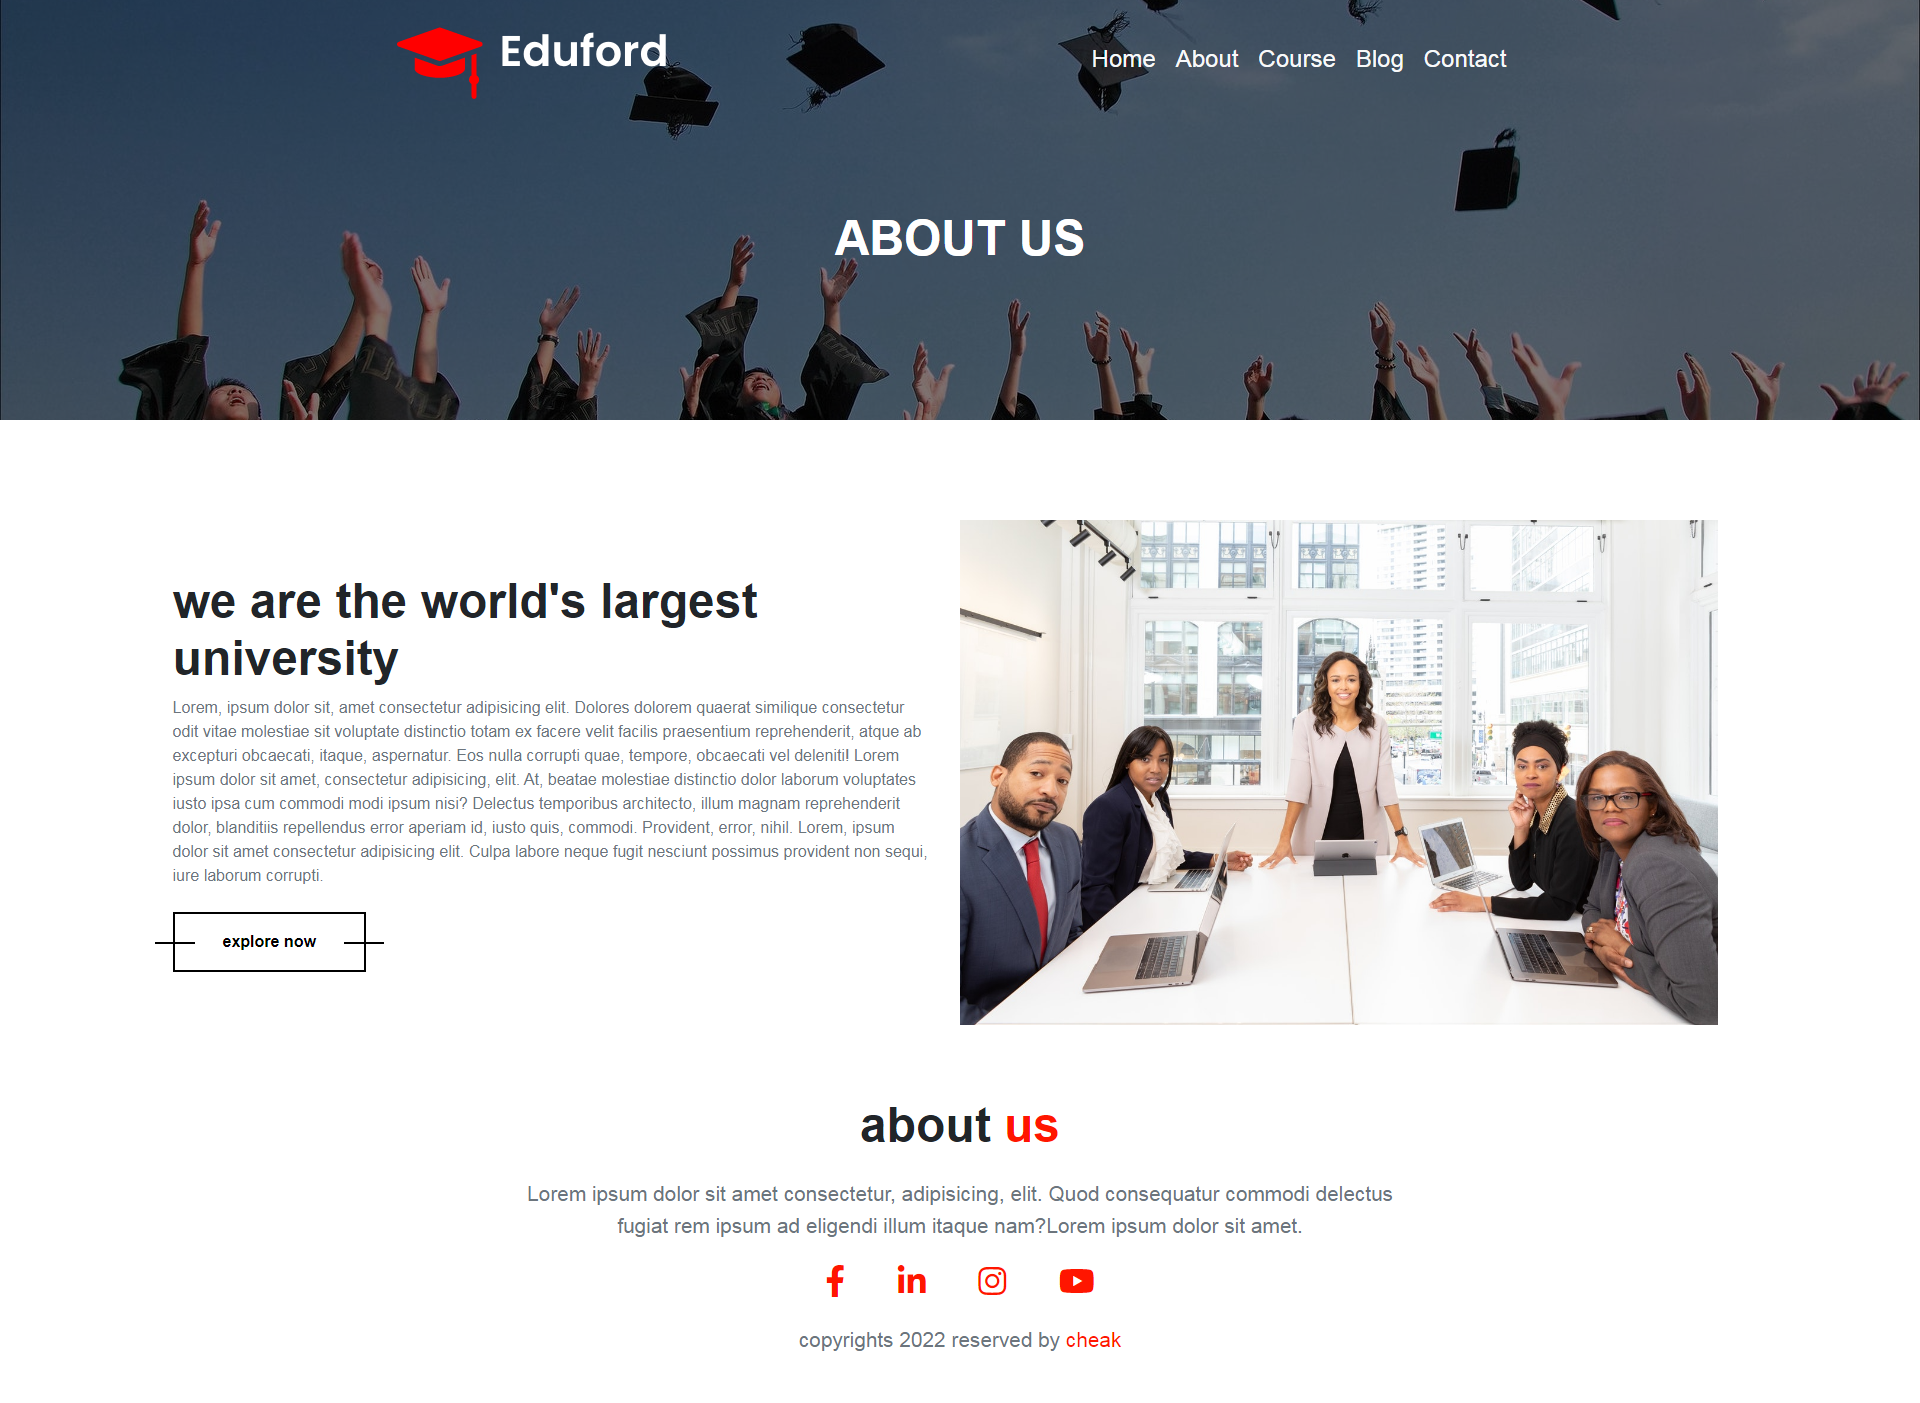 Eduford
Home About Course Blog Contact
ABOUT US
we are the world's largest
university
Lorem, ipsum dolor sit, amet consectetur adipisicing elit. Dolores dolorem quaerat similique consectetur
odit vitae molestiae sit voluptate distinctio totam ex facere velit facilis praesentium reprehenderit, atque ab
excepturi obcaecati, itaque, aspernatur. Eos nulla corrupti quae, tempore, obcaecati vel deleniti! Lorem
ipsum dolor sit amet, consectetur adipisicing, elit. At, beatae molestiae distinctio dolor laborum voluptates
iusto ipsa cum commodi modi ipsum nisi? Delectus temporibus architecto, illum magnam reprehenderit
dolor, blanditiis repellendus error aperiam id, iusto quis, commodi. Provident, error, nihil. Lorem, ipsum
dolor sit amet consectetur adipisicing elit. Culpa labore neque fugit nesciunt possimus provident non sequi,
iure laborum corrupti.
explore now
about us
Lorem ipsum dolor sit amet consectetur, adipisicing, elit. Quod consequatur commodi delectus
fugiat rem ipsum ad eligendi illum itaque nam?Lorem ipsum dolor sit amet.
copyrights 2022 reserved by cheak